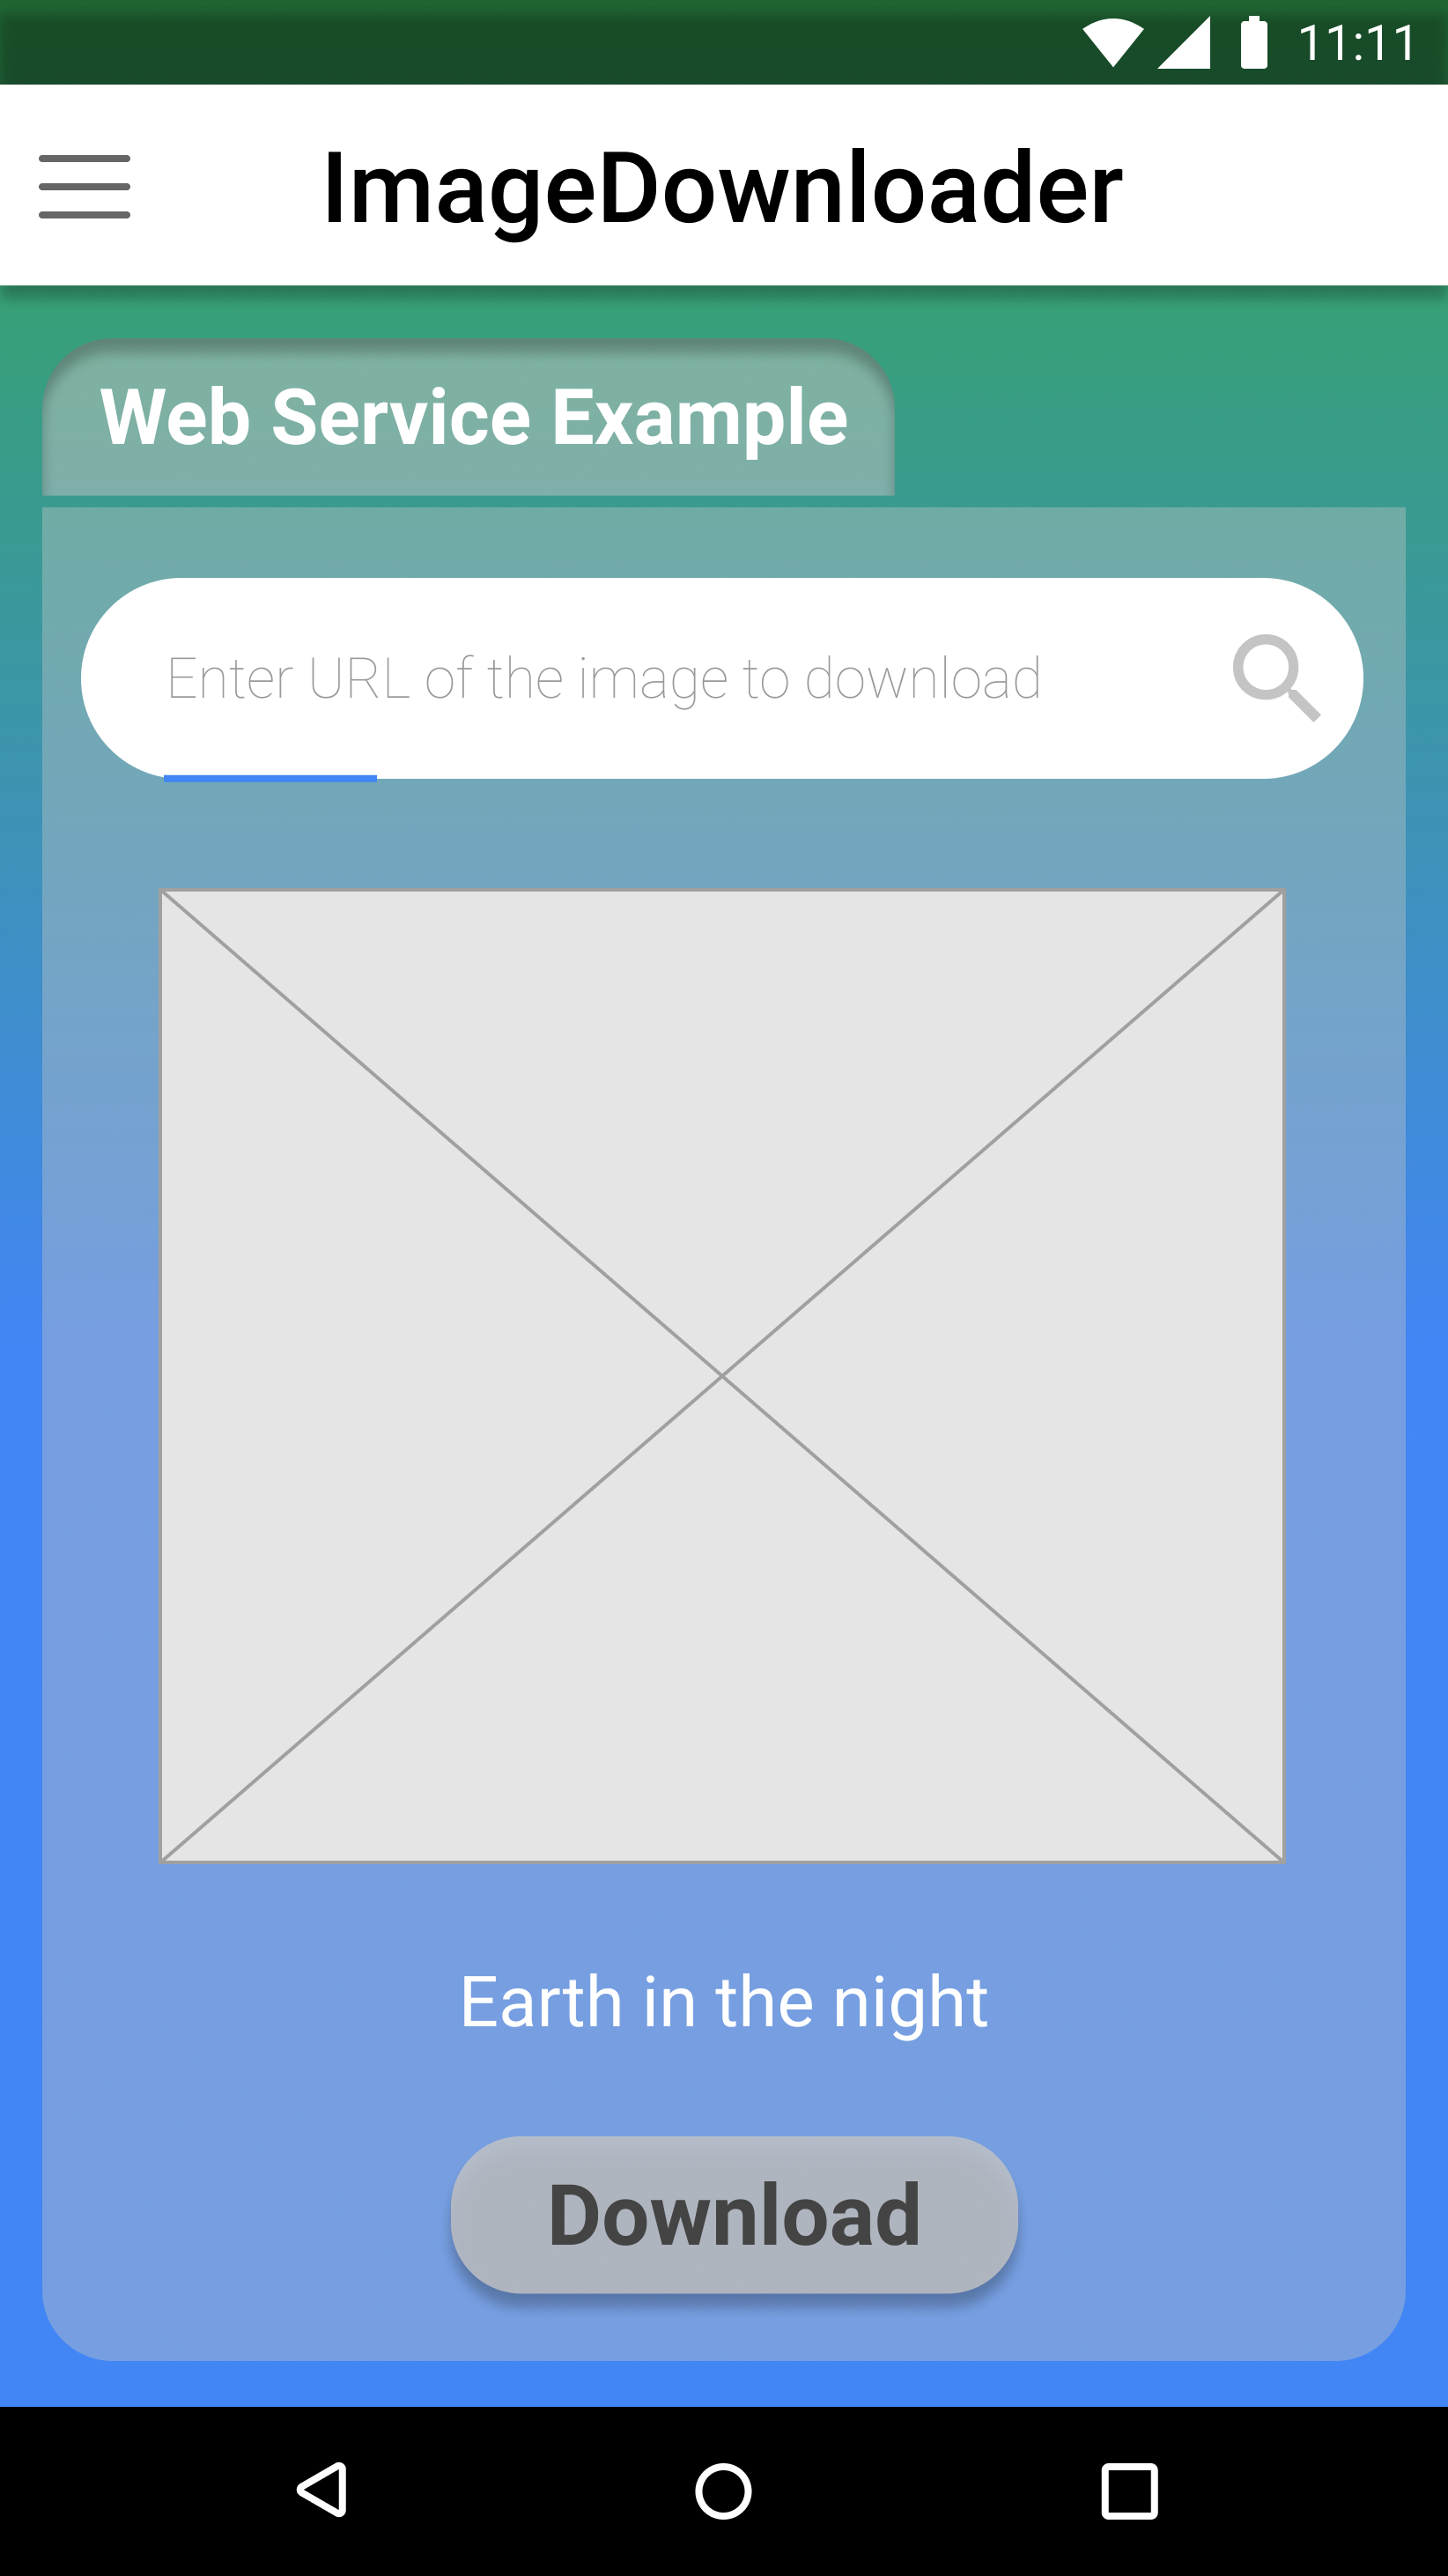 11:11
ImageDownloader
Web Service Example
Enter URL of the image to download
Earth in the night
Download